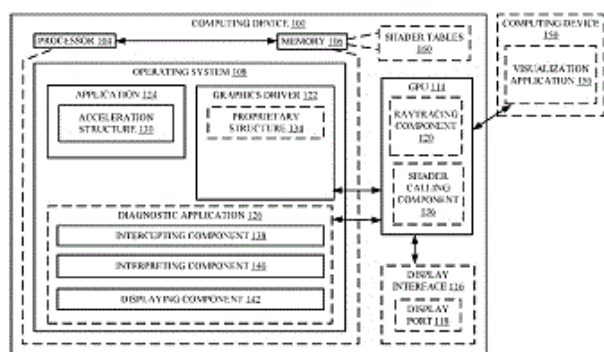 COMPUTING DEVICE 100
PROCESSOR 104
MEMORY 106
SHADER TABLES 160
COMPUTING DEVICE 150
VISUALIZATION APPLICATION 156
OPERATING SYSTEM 108
APPLICATION 124
ACCELERATION STRUCTURE 130
GRAPHICS DRIVER 122
PROPRIETARY STRUCTURE 134
GPU 114
RAYTRACING COMPONENT 120
SHADER CALLING COMPONENT
DIAGNOSTIC APPLICATION 126
INTERCEPTING COMPONENT 138
INTERPRETING COMPONENT 140
DISPLAYING COMPONENT 142
DISPLAY INTERFACE 116
DISPLAY PORT 118